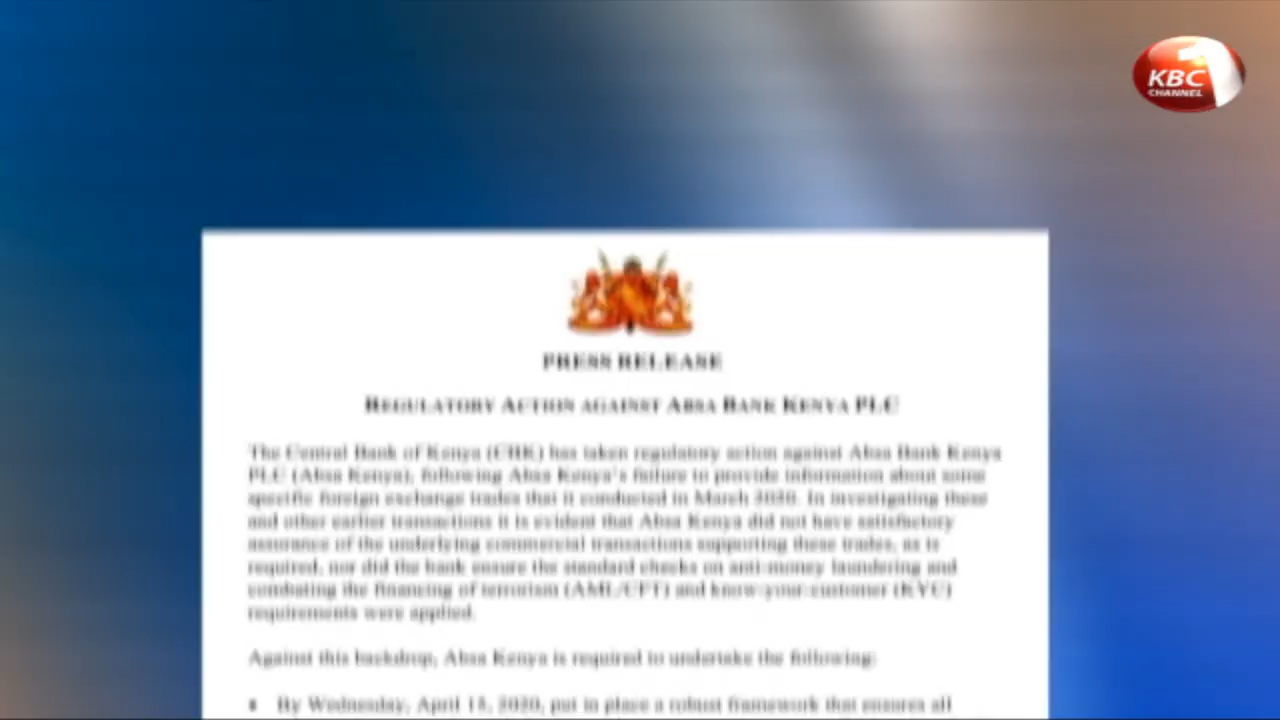 1
KBC
CHANNEL
PRESS RELEASE
REGULATORY ACTION AGAINST ABSA BANK KENYA PLC
The Central Bank of Kenya (CBK) has taken regulatory action against Absa Bank Kenya
PLC (Absa Kenya), following Absa Kenya's failure to provide information about some
specific foreign exchange trades that it conducted in March 2020. In investigating these
and other earlier transactions it is evident that Absa Kenya did not have satisfactory
assurance of the underlying commercial transactions supporting these trades, as is
required, nor did the bank ensure the standard checks on anti-money laundering and
combating the financing of terrorism (AML/CFT) and know-your-customer (KYC)
requirements were applied.
Against this backdrop, Absa Kenya is required to undertake the following:
• By Wednesday, April 15, 2020, put in place a robust framework that ensures all